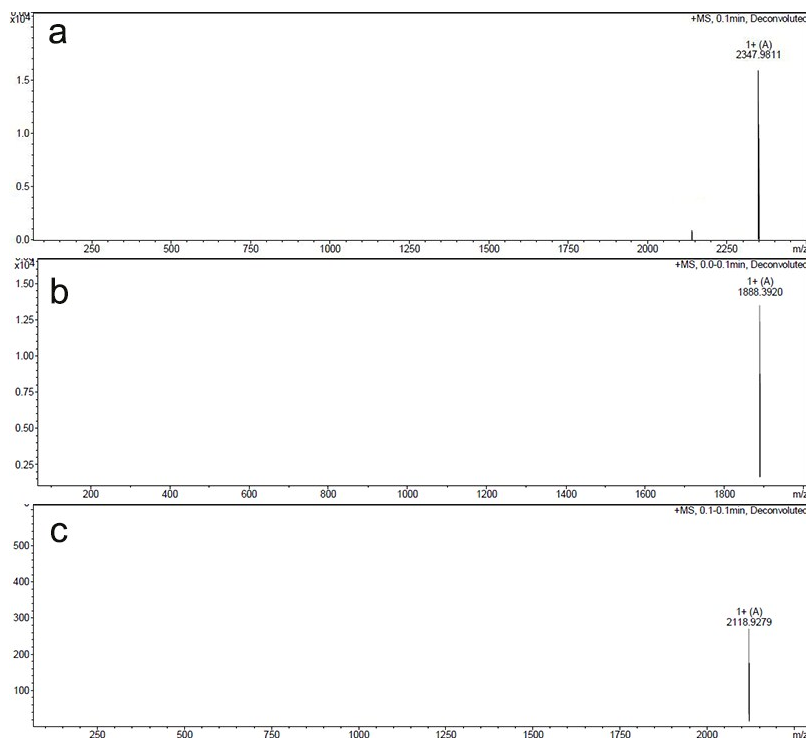 a
x10⁴
+MS, 0.1min, Deconvoluted
1+ (A)
2347.9811
1.5
1.0
0.5
0.0
250 500 750 1000 1250 1500 1750 2000 2250 m/z
b
x10⁴
+MS, 0.0-0.1min, Deconvoluted
1+ (A)
1888.3920
1.50
1.25
1.00
0.75
0.50
0.25
200 400 600 800 1000 1200 1400 1600 1800 m/z
c
+MS, 0.1-0.1min, Deconvoluted
1+ (A)
2118.9279
500
400
300
200
100
250 500 750 1000 1250 1500 1750 2000 m/z